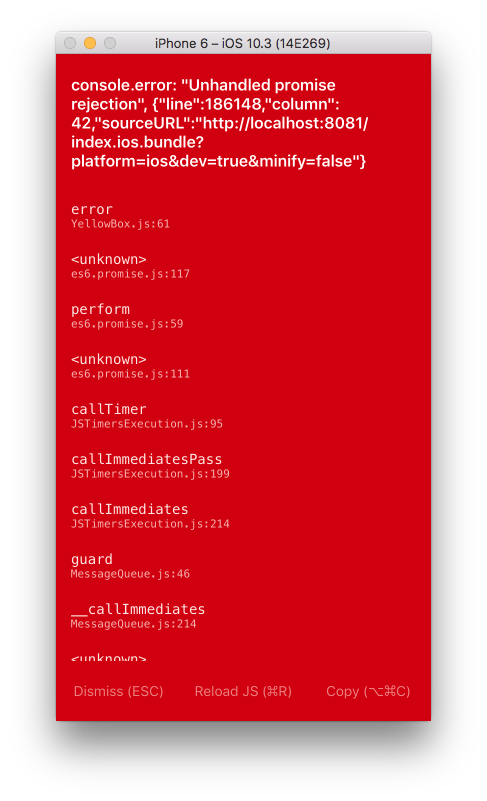 iPhone 6 – iOS 10.3 (14E269)
console.error: "Unhandled promise
rejection", {"line":186148,"column":
42,"sourceURL":"http://localhost:8081/
index.ios.bundle?
platform=ios&dev=true&minify=false"}
error
YellowBox.js:61
<unknown>
es6.promise.js:117
perform
es6.promise.js:59
<unknown>
es6.promise.js:111
callTimer
JSTimersExecution.js:95
callImmediatesPass
JSTimersExecution.js:199
callImmediates
JSTimersExecution.js:214
guard
MessageQueue.js:46
__callImmediates
MessageQueue.js:214
<unknown>
Dismiss (ESC) Reload JS (⌘R) Copy (⌥⌘C)